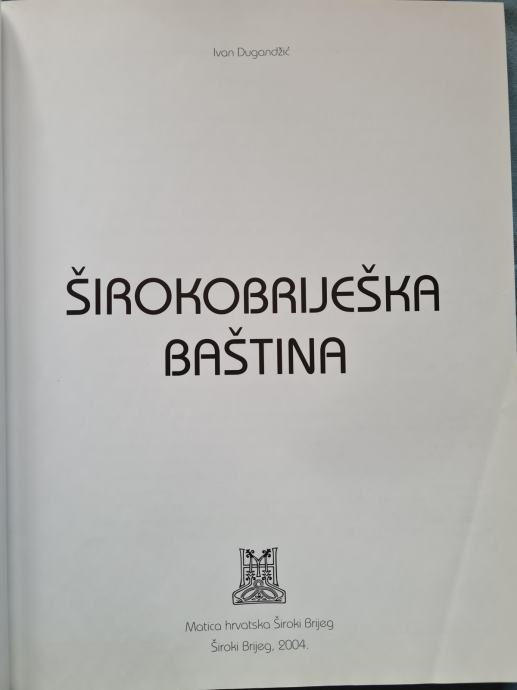 Ivan Dugandžić
ŠIROKOBRIJEŠKA
BAŠTINA
Matica hrvatska Široki Brijeg
Široki Brijeg, 2004.